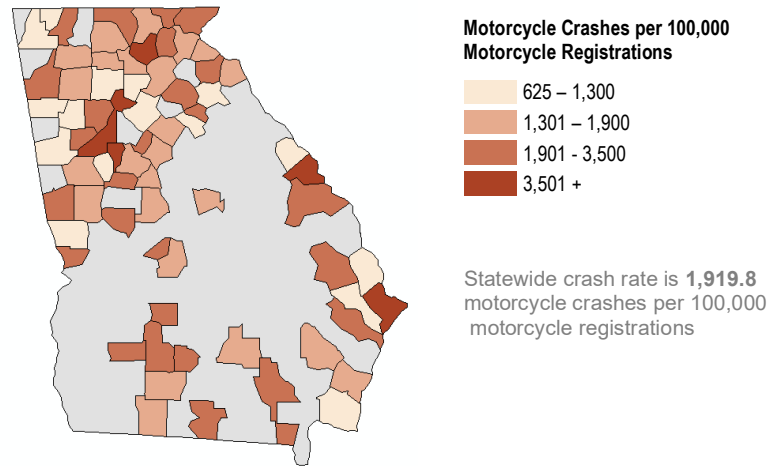 Motorcycle Crashes per 100,000
Motorcycle Registrations
625 – 1,300
1,301 – 1,900
1,901 - 3,500
3,501 +
Statewide crash rate is 1,919.8
motorcycle crashes per 100,000
motorcycle registrations